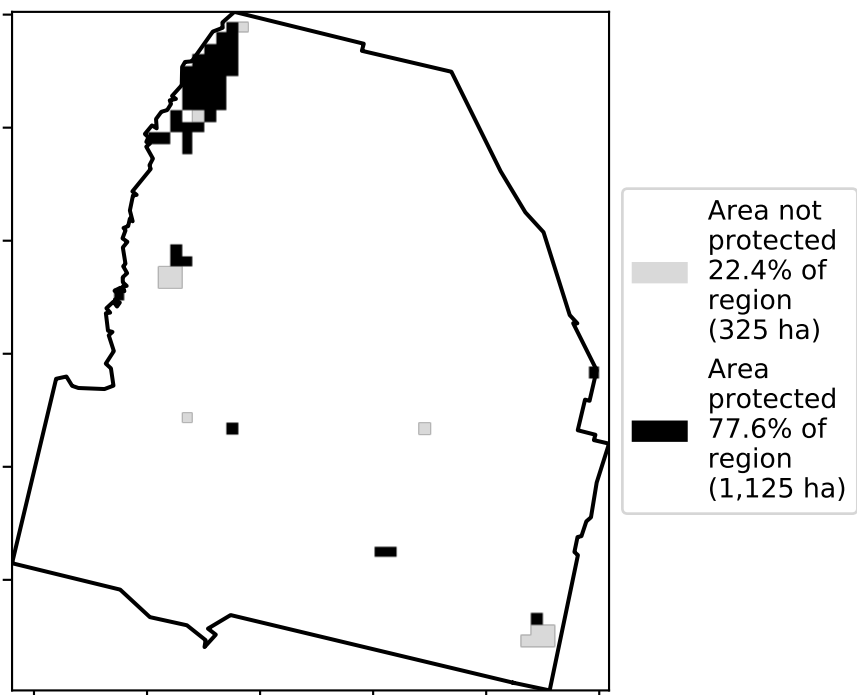 Area not
protected
22.4% of
region
(325 ha)
Area
protected
77.6% of
region
(1,125 ha)